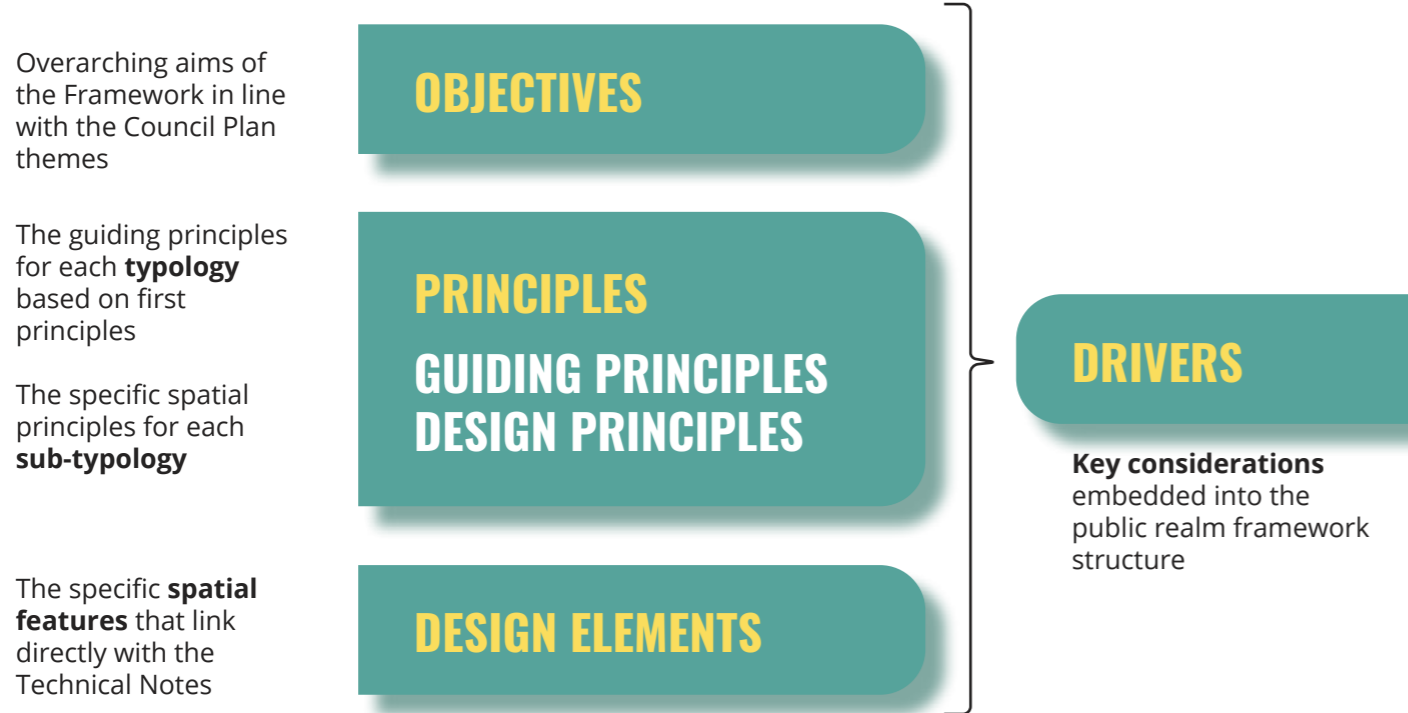 Overarching aims of
the Framework in line
with the Council Plan
themes
OBJECTIVES
The guiding principles
for each typology
based on first
principles
The specific spatial
principles for each
sub-typology
PRINCIPLES
GUIDING PRINCIPLES
DESIGN PRINCIPLES
The specific spatial
features that link
directly with the
Technical Notes
DESIGN ELEMENTS
DRIVERS
Key considerations
embedded into the
public realm framework
structure